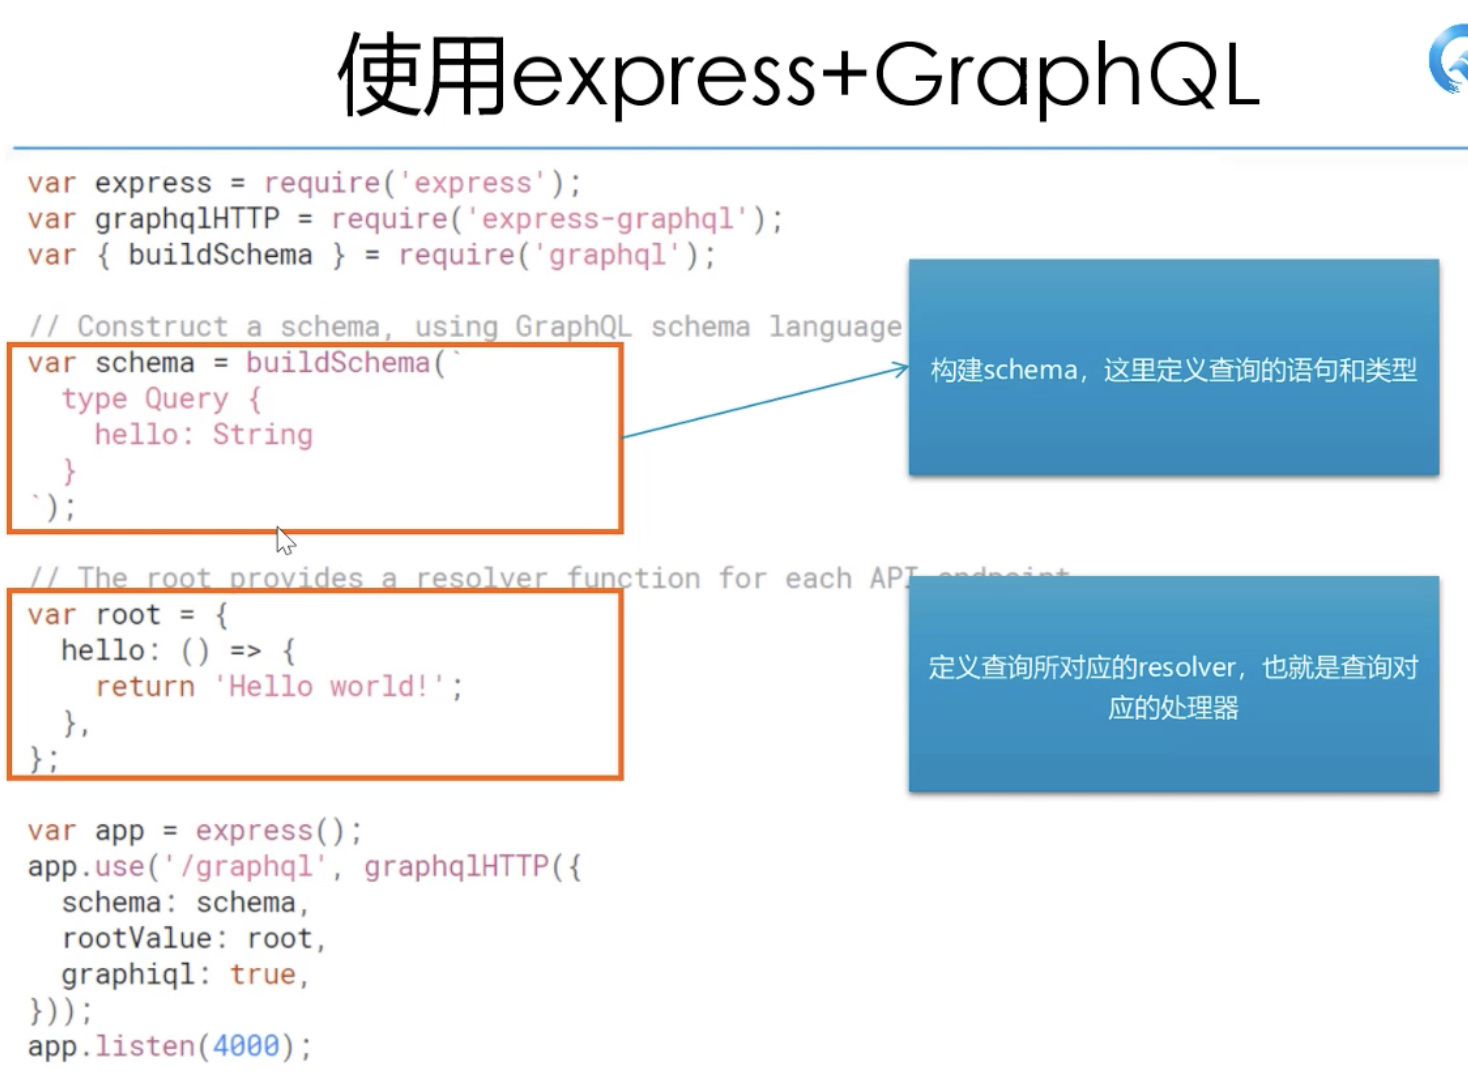 使用express+GraphQL
var express = require('express');
var graphqlHTTP = require('express-graphql');
var { buildSchema } = require('graphql');
// Construct a schema, using GraphQL schema language
var schema = buildSchema(`
  type Query {
    hello: String
  }
`);
构建schema，这里定义查询的语句和类型
// The root provides a resolver function for each API endpoint
var root = {
  hello: () => {
    return 'Hello world!';
  },
};
定义查询所对应的resolver，也就是查询对
应的处理器
var app = express();
app.use('/graphql', graphqlHTTP({
  schema: schema,
  rootValue: root,
  graphiql: true,
}));
app.listen(4000);